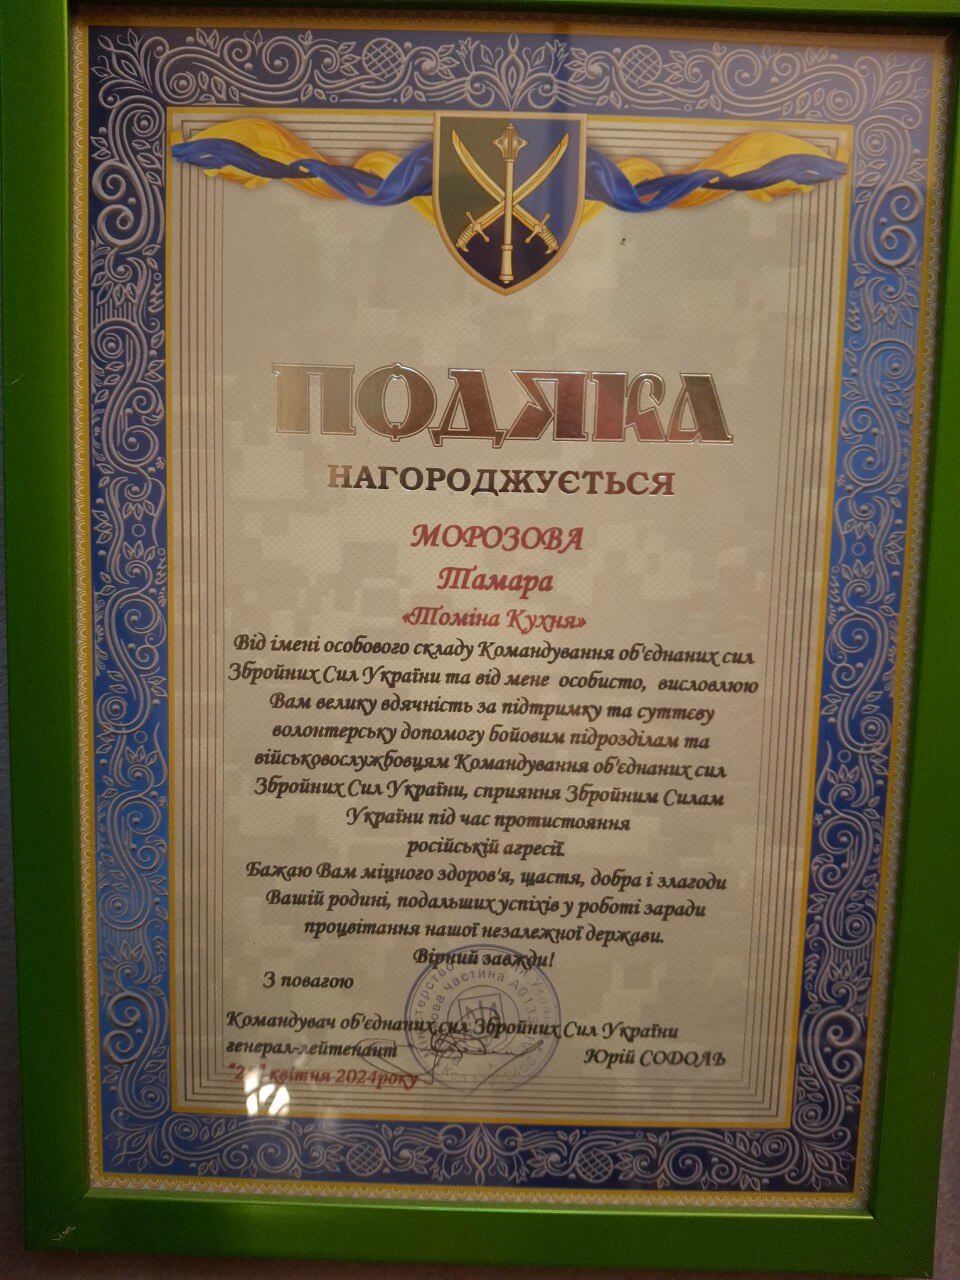 ПОДЯКА
НАГОРОДЖУЄТЬСЯ
МОРОЗОВА
Тамара
«Томіна Кухня»
Від імені особового складу Командування об'єднаних сил
Збройних Сил України та від мене особисто, висловлюю
Вам велику вдячність за підтримку та суттєву
волонтерську допомогу бойовим підрозділам та
військовослужбовцям Командування об'єднаних сил
Збройних Сил України, сприяння Збройним Силам
України під час протистояння
російській агресії.
Бажаю Вам міцного здоров'я, щастя, добра і злагоди
Вашій родині, подальших успіхів у роботі заради
процвітання нашої незалежної держави.
Вірний завжди!
З повагою
Командувач об'єднаних сил Збройних Сил України
генерал-лейтенант Юрій СОДОЛЬ
квітня 2024року
частина